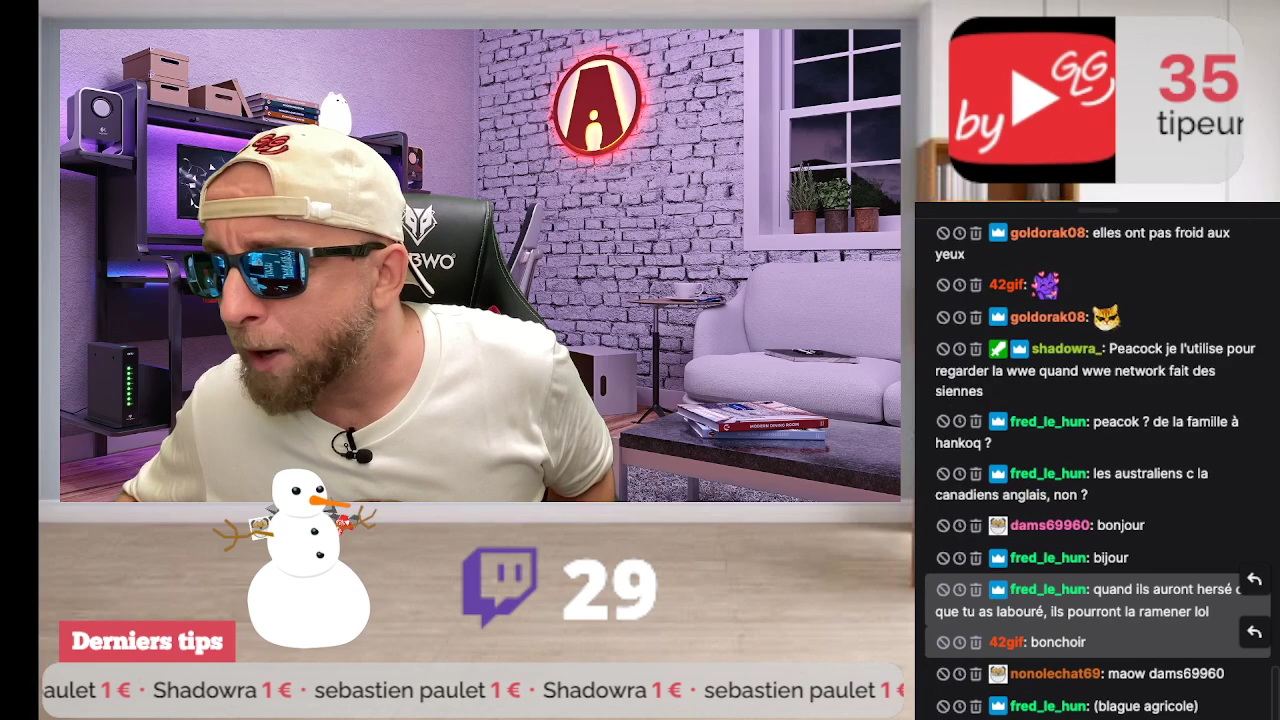 by
GGLJ
35
tipeur
BWO
MODERN DINING ROOM
goldorak08: elles ont pas froid aux
yeux
42gif:
goldorak08:
shadowra_: Peacock je l'utilise pour
regarder la wwe quand wwe network fait des
siennes
fred_le_hun: peacok ? de la famille à
hankoq ?
fred_le_hun: les australiens c la
canadiens anglais, non ?
dams69960: bonjour
fred_le_hun: bijour
fred_le_hun: quand ils auront hersé c
que tu as labouré, ils pourront la ramener lol
42gif: bonchoir
nonolechat69: maow dams69960
fred_le_hun: (blague agricole)
29
Derniers tips
aulet 1 € · Shadowra 1 € · sebastien paulet 1 € · Shadowra 1 € · sebastien paulet 1 €